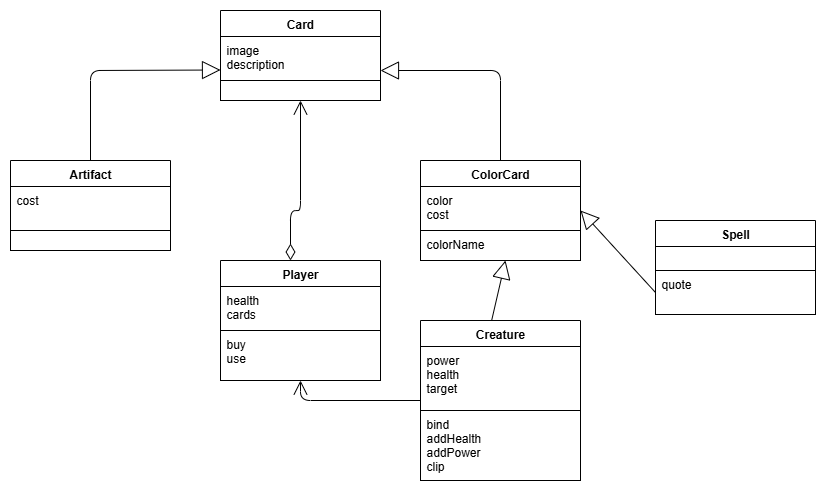 Card
image
description
Artifact
cost
ColorCard
color
cost
colorName
Spell
quote
Player
health
cards
buy
use
Creature
power
health
target
bind
addHealth
addPower
clip